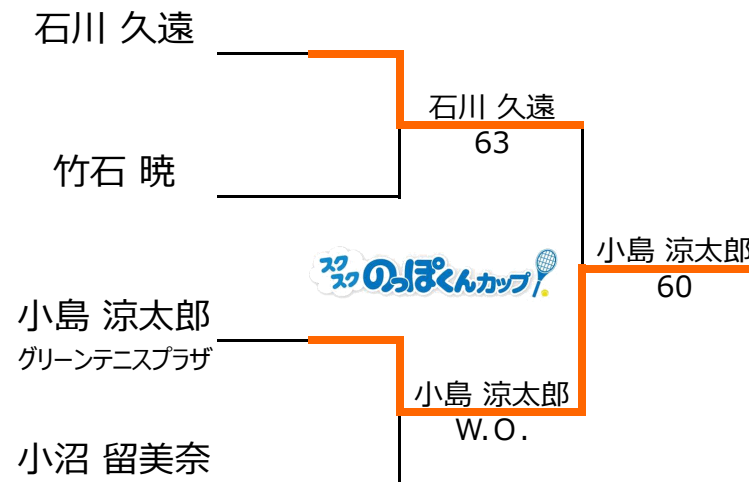 石川 久遠
石川 久遠
63
竹石 暁
スクスク のっぽくんカップ
小島 涼太郎
60
小島 涼太郎
グリーンテニスプラザ
小島 涼太郎
W.O.
小沼 留美奈